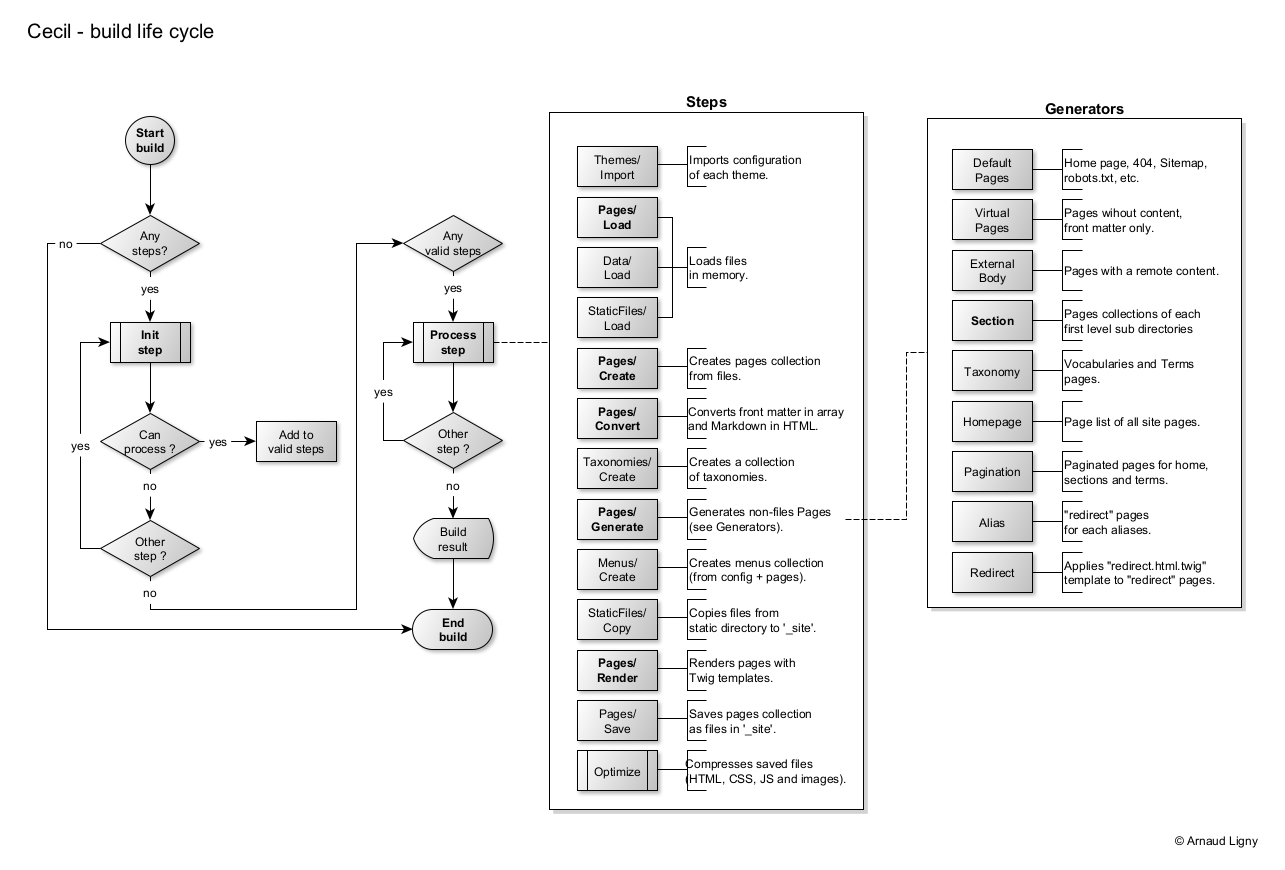 Cecil - build life cycle
Start
build
Any
steps?
no
yes
Init
step
Can
process ?
yes
Add to
valid steps
yes
no
Other
step ?
no
Any
valid steps
yes
Process
step
yes
Other
step ?
no
Build
result
End
build
Steps
Themes/
Import
Imports configuration
of each theme.
Pages/
Load
Data/
Load
Loads files
in memory.
StaticFiles/
Load
Pages/
Create
Creates pages collection
from files.
Pages/
Convert
Converts front matter in array
and Markdown in HTML.
Taxonomies/
Create
Creates a collection
of taxonomies.
Pages/
Generate
Generates non-files Pages
(see Generators).
Menus/
Create
Creates menus collection
(from config + pages).
StaticFiles/
Copy
Copies files from
static directory to '_site'.
Pages/
Render
Renders pages with
Twig templates.
Pages/
Save
Saves pages collection
as files in '_site'.
Optimize
Compresses saved files
(HTML, CSS, JS and images).
Generators
Default
Pages
Home page, 404, Sitemap,
robots.txt, etc.
Virtual
Pages
Pages wihout content,
front matter only.
External
Body
Pages with a remote content.
Section
Pages collections of each
first level sub directories
Taxonomy
Vocabularies and Terms
pages.
Homepage
Page list of all site pages.
Pagination
Paginated pages for home,
sections and terms.
Alias
"redirect" pages
for each aliases.
Redirect
Applies "redirect.html.twig"
template to "redirect" pages.
© Arnaud Ligny